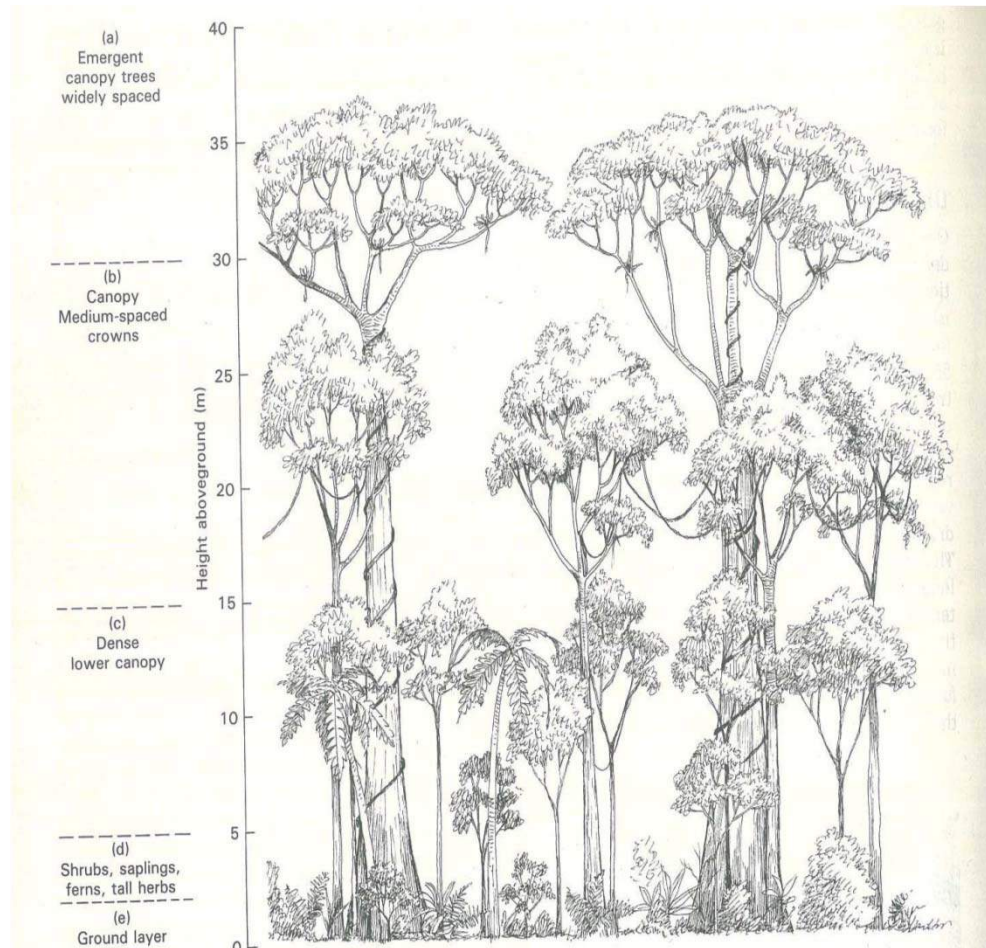 (a)
Emergent
canopy trees
widely spaced
(b)
Canopy
Medium-spaced
crowns
(c)
Dense
lower canopy
(d)
Shrubs, saplings,
ferns, tall herbs
(e)
Ground layer
Height aboveground (m)
40
35
30
25
20
15
10
5
0